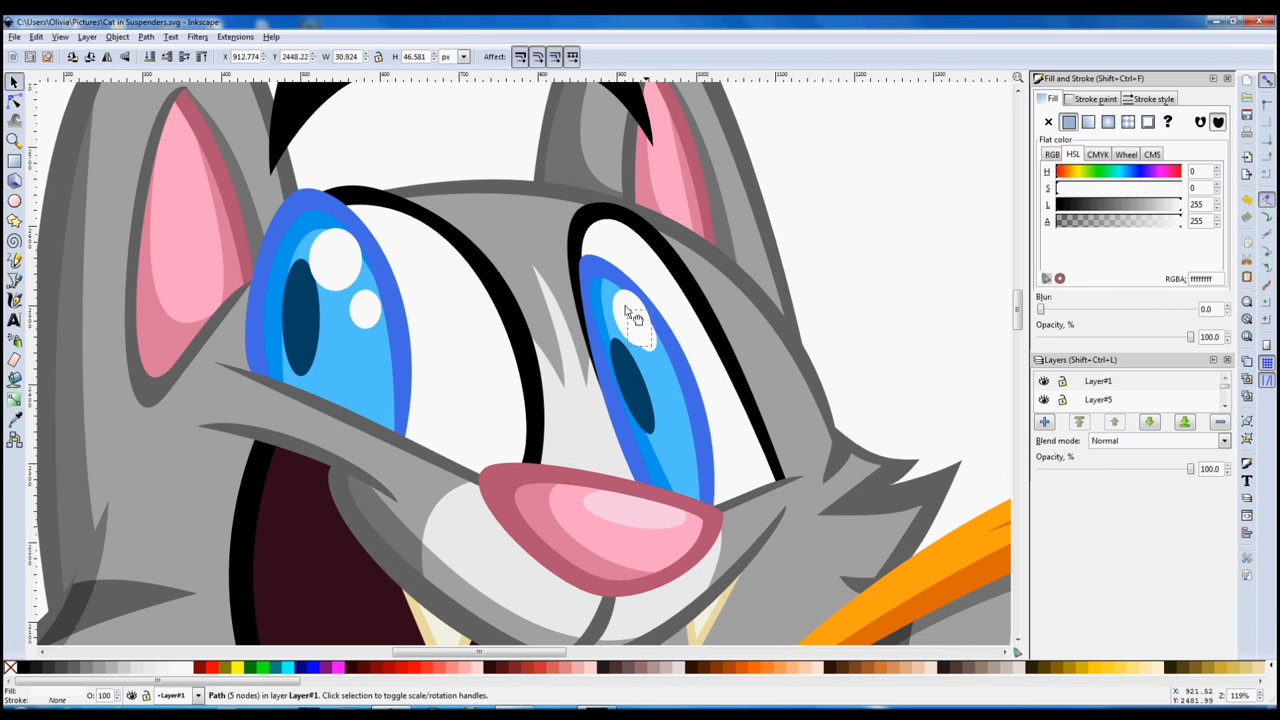 C:\Users\Olivia\Pictures\Cat in Suspenders.svg - Inkscape
File Edit View Layer Object Path Text Filters Extensions Help
X 912.774 Y 2448.22 W 30.924 H 46.581 px Affect:
Fill and Stroke (Shift+Ctrl+F)
Fill Stroke paint Stroke style
?
Flat color
RGB HSL CMYK Wheel CMS
H 0
S 0
L 255
A 255
RGBA: ffffffff
Blur:
0.0
Opacity, %
100.0
Layers (Shift+L)
Layer#1
Layer#5
Blend mode: Normal
Opacity, %
100.0
Fill:
Stroke: None
O: 100
Layer#1
Path (5 nodes) in layer Layer#1. Click selection to toggle scale/rotation handles.
X: 921.52
Y: 2481.99
Z: 119%